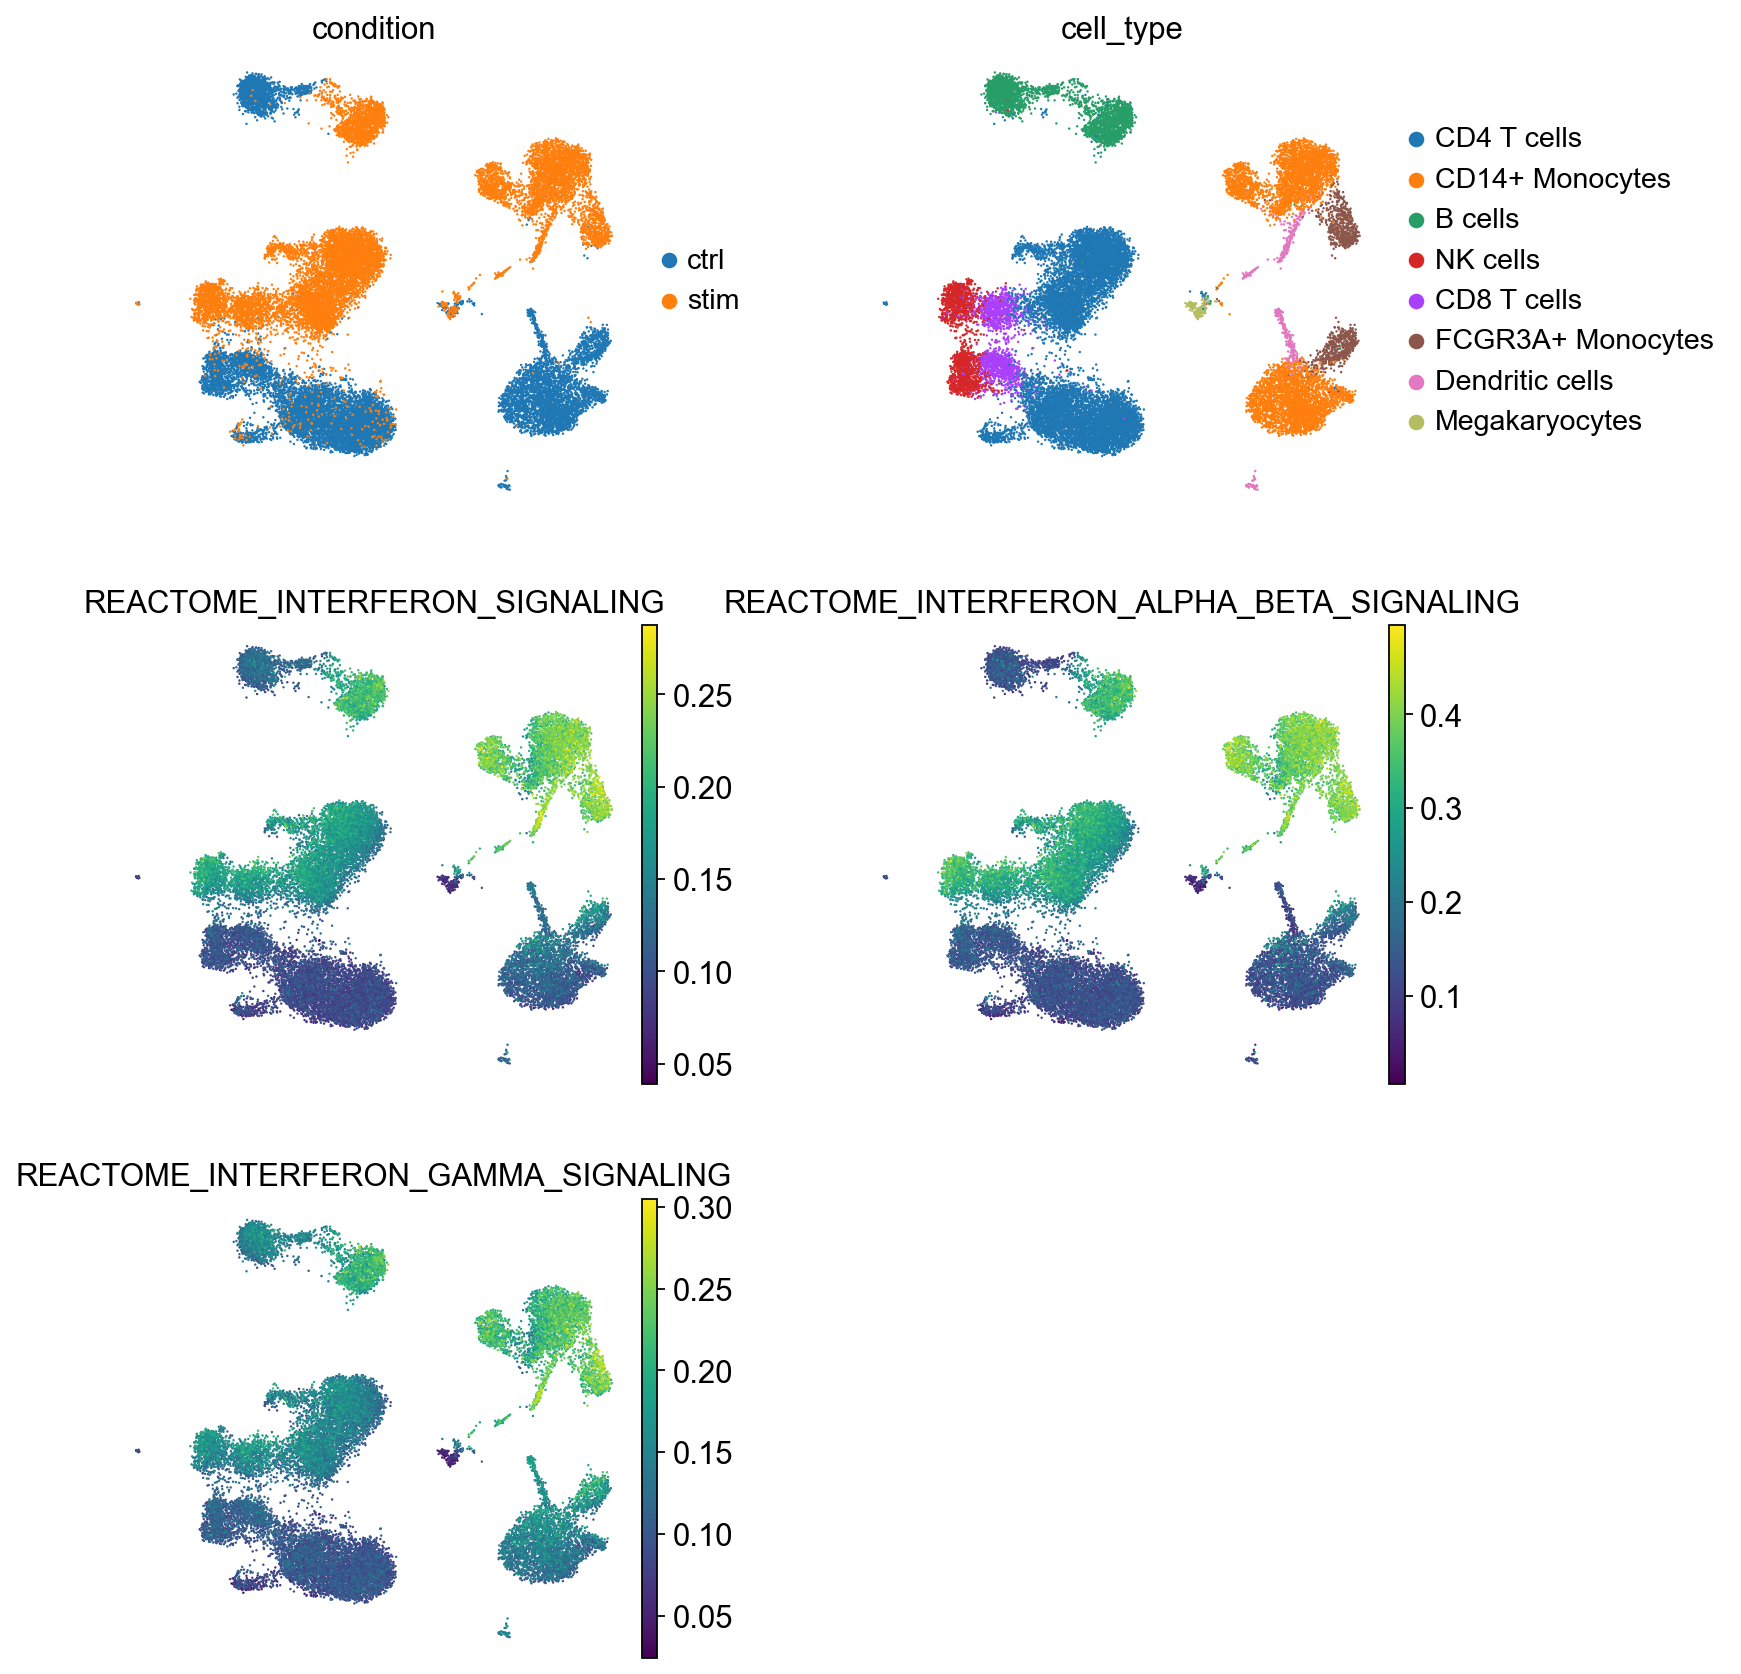 condition
ctrl
stim
cell_type
CD4 T cells
CD14+ Monocytes
B cells
NK cells
CD8 T cells
FCGR3A+ Monocytes
Dendritic cells
Megakaryocytes
REACTOME_INTERFERON_SIGNALING
0.25
0.20
0.15
0.10
0.05
REACTOME_INTERFERON_ALPHA_BETA_SIGNALING
0.4
0.3
0.2
0.1
REACTOME_INTERFERON_GAMMA_SIGNALING
0.30
0.25
0.20
0.15
0.10
0.05